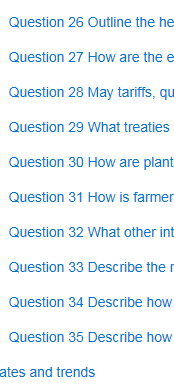 Question 26 Outline the he
Question 27 How are the e
Question 28 May tariffs, qu
Question 29 What treaties
Question 30 How are plant
Question 31 How is farmer
Question 32 What other int
Question 33 Describe the r
Question 34 Describe how
Question 35 Describe how
ates and trends